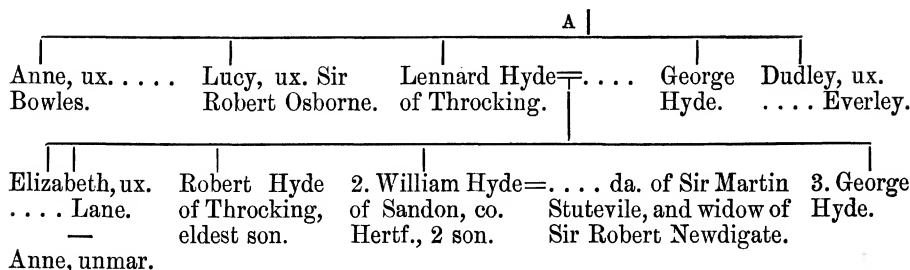 A
Anne, ux. . . . .
Bowles.
Lucy, ux. Sir
Robert Osborne.
Lennard Hyde=. . . .
of Throcking.
George
Hyde.
Dudley, ux.
. . . . Everley.
Elizabeth, ux.
. . . . Lane.
—
Anne, unmar.
Robert Hyde
of Throcking,
eldest son.
2. William Hyde=. . . . da. of Sir Martin
of Sandon, co.
Hertf., 2 son.
Stutevile, and widow of
Sir Robert Newdigate.
3. George
Hyde.